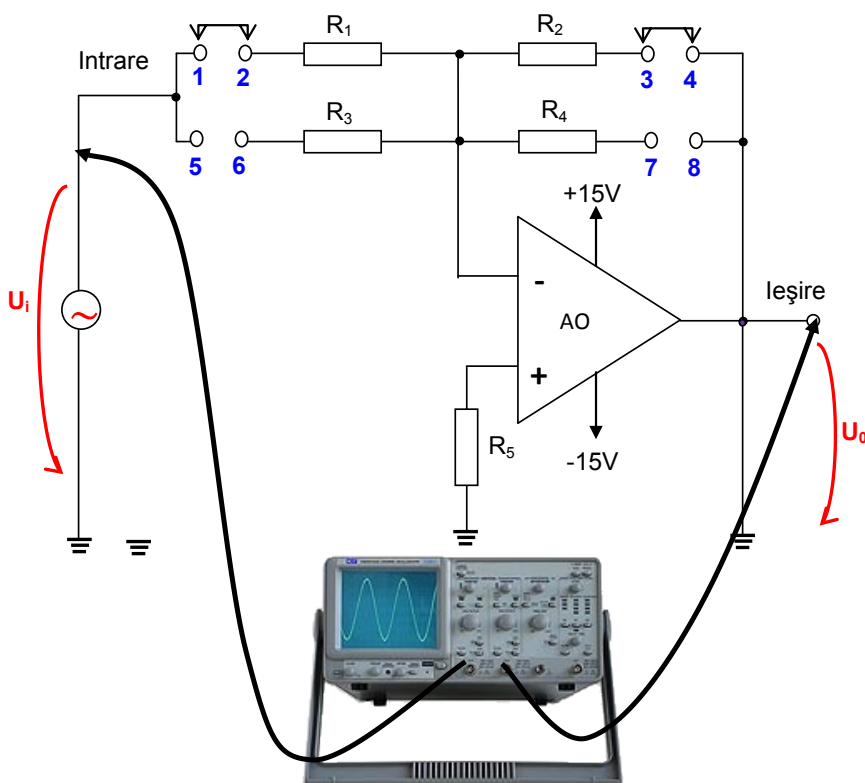 R₁ R₂
Intrare
1 2 3 4
R₃ R₄
5 6 7 8
+15V
Uᵢ
-
Ieşire
AO
+
U₀
R₅
-15V